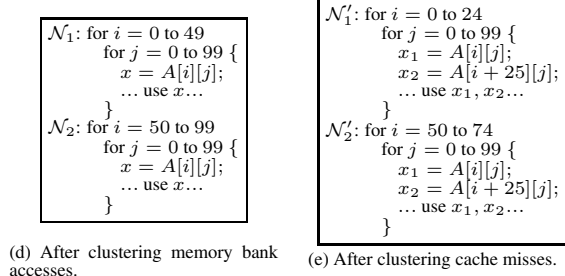 𝒩₁: for i = 0 to 49
for j = 0 to 99 {
x = A[i][j];
... use x...
}
𝒩₂: for i = 50 to 99
for j = 0 to 99 {
x = A[i][j];
... use x...
}
(d) After clustering memory bank
accesses.
𝒩′₁: for i = 0 to 24
for j = 0 to 99 {
x₁ = A[i][j];
x₂ = A[i + 25][j];
... use x₁, x₂...
}
𝒩′₂: for i = 50 to 74
for j = 0 to 99 {
x₁ = A[i][j];
x₂ = A[i + 25][j];
... use x₁, x₂...
}
(e) After clustering cache misses.